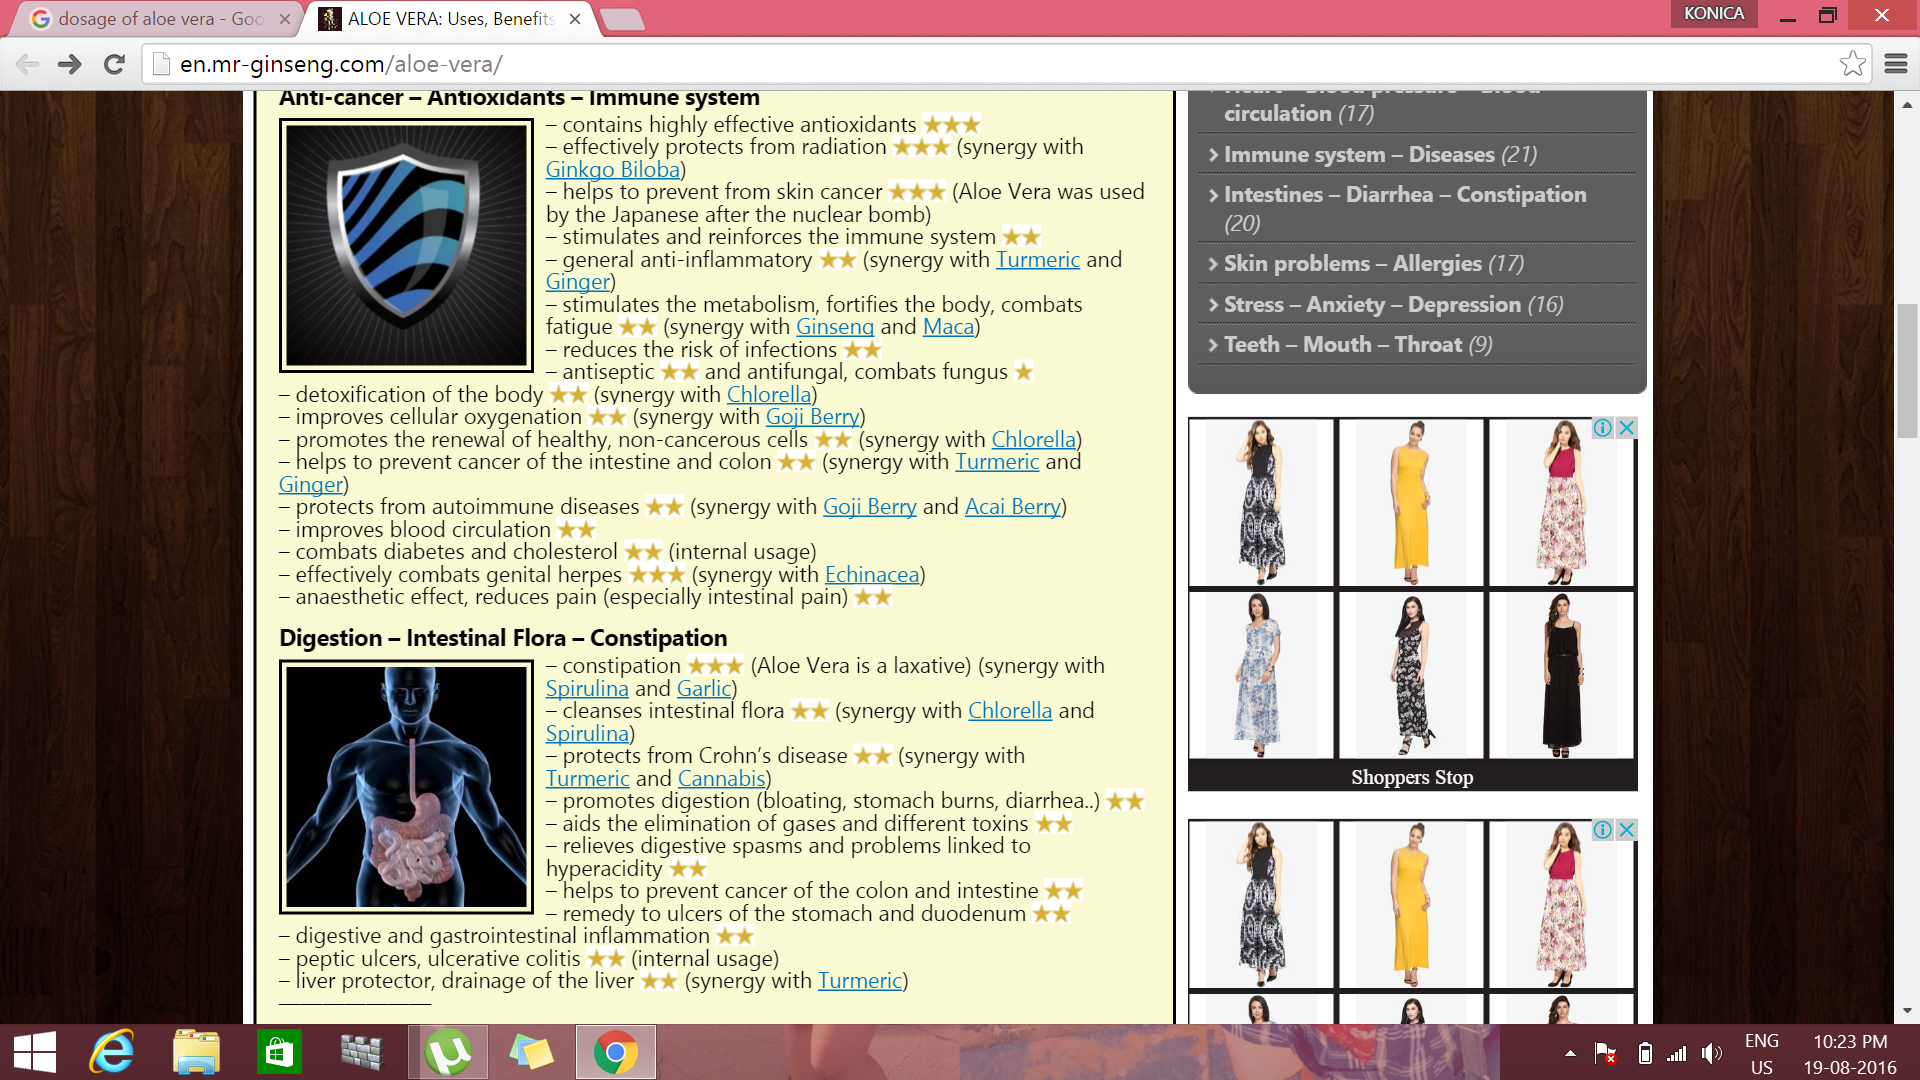 dosage of aloe vera - Goo
ALOE VERA: Uses, Benefits
KONICA
en.mr-ginseng.com/aloe-vera/
Anti-cancer – Antioxidants – Immune system
– contains highly effective antioxidants ★★★
– effectively protects from radiation ★★★ (synergy with
Ginkgo Biloba)
– helps to prevent from skin cancer ★★★ (Aloe Vera was used
by the Japanese after the nuclear bomb)
– stimulates and reinforces the immune system ★★
– general anti-inflammatory ★★ (synergy with Turmeric and
Ginger)
– stimulates the metabolism, fortifies the body, combats
fatigue ★★ (synergy with Ginseng and Maca)
– reduces the risk of infections ★★
– antiseptic ★★ and antifungal, combats fungus ★
– detoxification of the body ★★ (synergy with Chlorella)
– improves cellular oxygenation ★★ (synergy with Goji Berry)
– promotes the renewal of healthy, non-cancerous cells ★★ (synergy with Chlorella)
– helps to prevent cancer of the intestine and colon ★★ (synergy with Turmeric and
Ginger)
– protects from autoimmune diseases ★★ (synergy with Goji Berry and Acai Berry)
– improves blood circulation ★★
– combats diabetes and cholesterol ★★ (internal usage)
– effectively combats genital herpes ★★★ (synergy with Echinacea)
– anaesthetic effect, reduces pain (especially intestinal pain) ★★
Digestion – Intestinal Flora – Constipation
– constipation ★★★ (Aloe Vera is a laxative) (synergy with
Spirulina and Garlic)
– cleanses intestinal flora ★★ (synergy with Chlorella and
Spirulina)
– protects from Crohn's disease ★★ (synergy with
Turmeric and Cannabis)
– promotes digestion (bloating, stomach burns, diarrhea..) ★★
– aids the elimination of gases and different toxins ★★
– relieves digestive spasms and problems linked to
hyperacidity ★★
– helps to prevent cancer of the colon and intestine ★★
– remedy to ulcers of the stomach and duodenum ★★
– digestive and gastrointestinal inflammation ★★
– peptic ulcers, ulcerative colitis ★★ (internal usage)
– liver protector, drainage of the liver ★★ (synergy with Turmeric)
Heart – Blood pressure – Blood
circulation (17)
Immune system – Diseases (21)
Intestines – Diarrhea – Constipation
(20)
Skin problems – Allergies (17)
Stress – Anxiety – Depression (16)
Teeth – Mouth – Throat (9)
Shoppers Stop
ENG
US
10:23 PM
19-08-2016